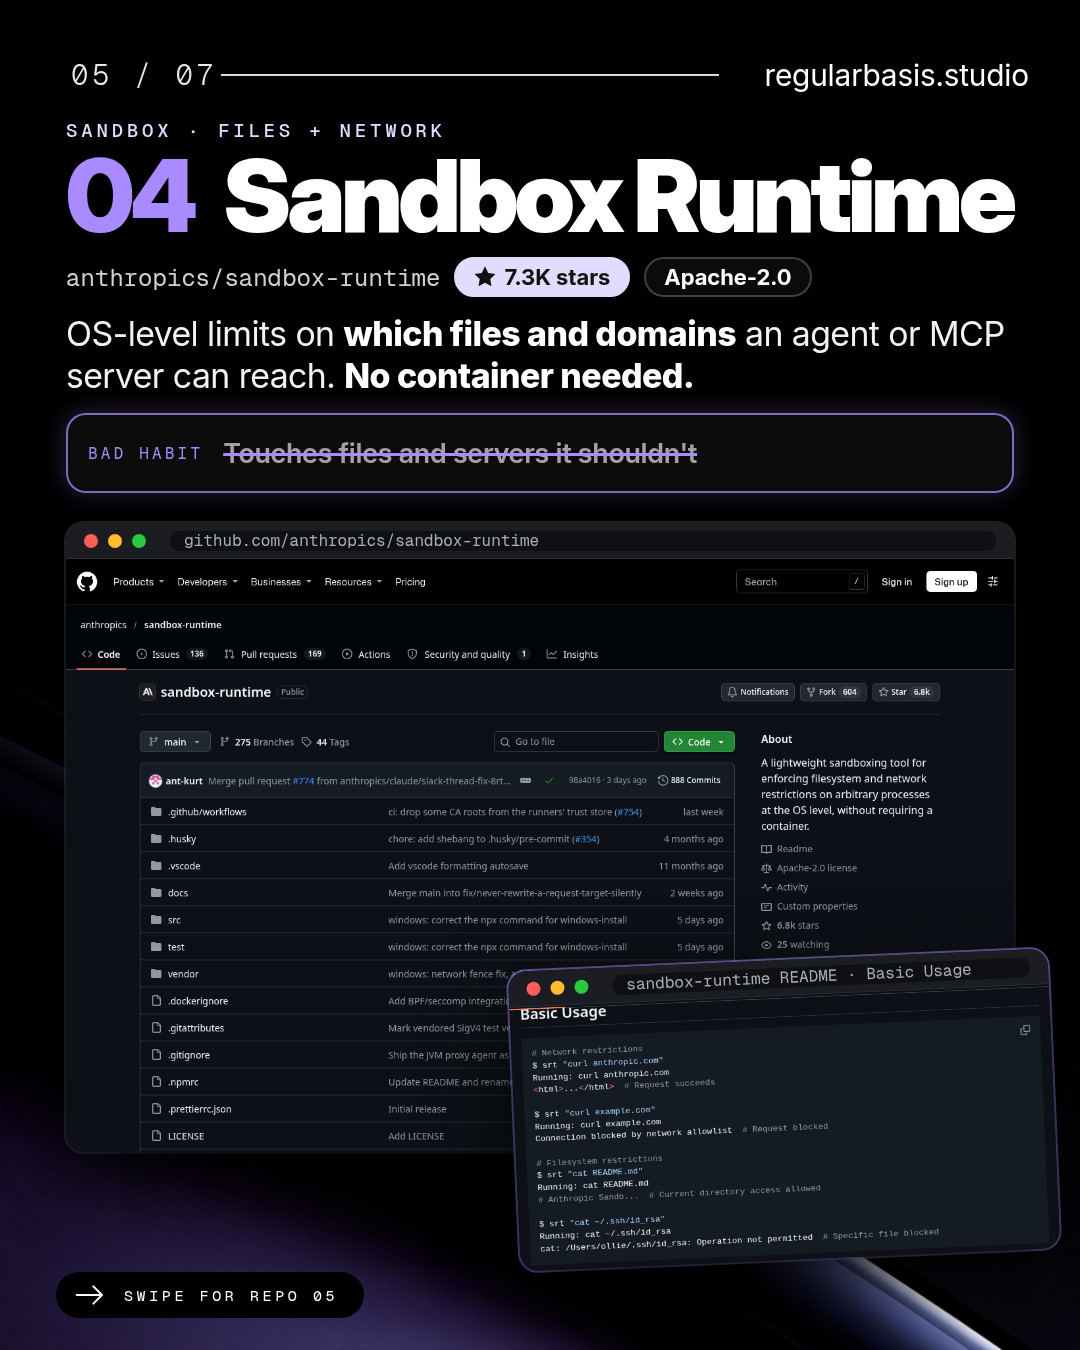 05 / 07
regularbasis.studio
SANDBOX · FILES + NETWORK
04 Sandbox Runtime
anthropics/sandbox-runtime
★ 7.3K stars
Apache-2.0
OS-level limits on which files and domains an agent or MCP
server can reach. No container needed.
BAD HABIT
Touches files and servers it shouldn't
github.com/anthropics/sandbox-runtime
Products Developers Businesses Resources Pricing
Search /
Sign in
Sign up
anthropics / sandbox-runtime
Code
Issues 136
Pull requests 169
Actions
Security and quality 1
Insights
sandbox-runtime Public
Notifications
Fork 604
Star 6.8k
main
275 Branches
44 Tags
Go to file
Code
ant-kurt Merge pull request #774 from anthropics/claude/slack-thread-fix-8rt...
98a4016 · 3 days ago
888 Commits
.github/workflows ci: drop some CA roots from the runners' trust store (#754) last week
.husky chore: add shebang to .husky/pre-commit (#354) 4 months ago
.vscode Add vscode formatting autosave 11 months ago
docs Merge main into fix/never-rewrite-a-request-target-silently 2 weeks ago
src windows: correct the npx command for windows-install 5 days ago
test windows: correct the npx command for windows-install 5 days ago
vendor windows: network fence fix,
.dockerignore Add BPF/seccomp
.gitattributes Mark vendored SigV4 test
.gitignore Ship the JVM proxy agent
.npmrc Update README and
.prettierrc.json Initial release
LICENSE Add LICENSE
About
A lightweight sandboxing tool for
enforcing filesystem and network
restrictions on arbitrary processes
at the OS level, without requiring a
container.
Readme
Apache-2.0 license
Activity
Custom properties
6.8k stars
25 watching
sandbox-runtime README · Basic Usage
Basic Usage
# Network restrictions
$ srt "curl anthropic.com"
Running: curl anthropic.com
<html>...</html> # Request succeeds
$ srt "curl example.com"
Running: curl example.com
Connection blocked by network allowlist # Request blocked
# Filesystem restrictions
$ srt "cat README.md"
Running: cat README.md
# Anthropic Sandb... # Current directory access allowed
$ srt "cat ~/.ssh/id_rsa"
Running: cat ~/.ssh/id_rsa
cat: /Users/ollie/.ssh/id_rsa: Operation not permitted # Specific file blocked
SWIPE FOR REPO 05